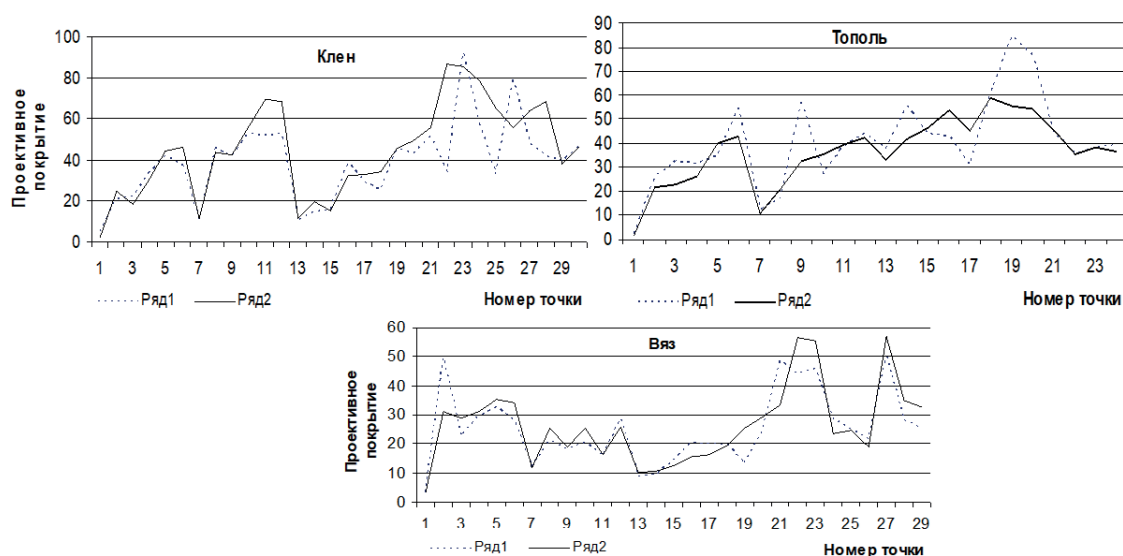 Клен
Проективное
покрытие
100
80
60
40
20
0
1 3 5 7 9 11 13 15 17 19 21 23 25 27 29
Ряд1 Ряд2
Номер точки
Тополь
90
80
70
60
50
40
30
20
10
0
1 3 5 7 9 11 13 15 17 19 21 23
Ряд1 Ряд2
Номер точки
Вяз
Проективное
покрытие
60
50
40
30
20
10
0
1 3 5 7 9 11 13 15 17 19 21 23 25 27 29
Ряд1 Ряд2
Номер точки